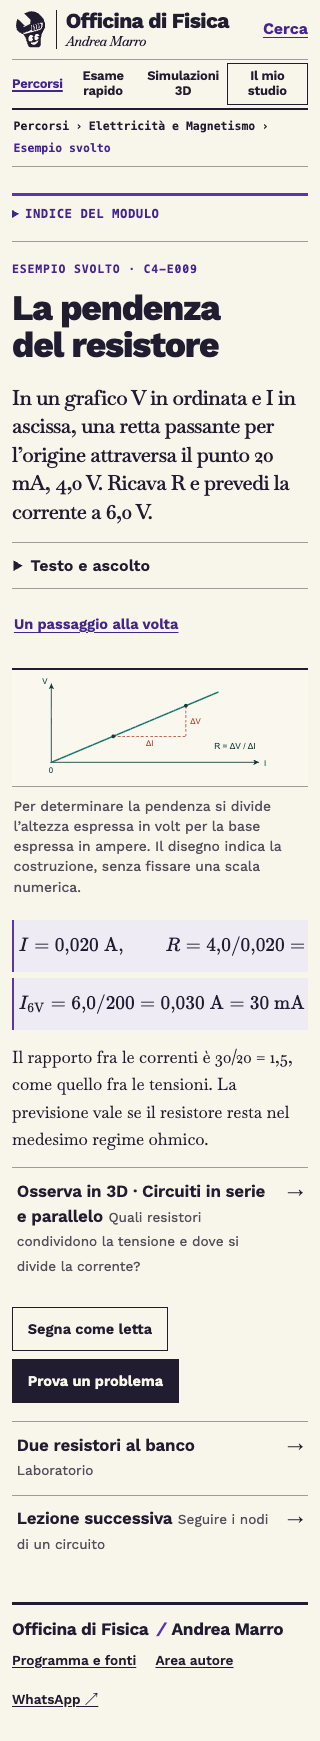 Officina di Fisica
Andrea Marro
Cerca
Percorsi
Esame
rapido
Simulazioni
3D
Il mio
studio
Percorsi › Elettricità e Magnetismo ›
Esempio svolto
▶ INDICE DEL MODULO
ESEMPIO SVOLTO · C4–E009
La pendenza
del resistore
In un grafico V in ordinata e I in
ascissa, una retta passante per
l’origine attraversa il punto 20
mA, 4,0 V. Ricava R e prevedi la
corrente a 6,0 V.
▶ Testo e ascolto
Un passaggio alla volta
V
ΔV
ΔI
R = ΔV / ΔI
I
0
Per determinare la pendenza si divide
l’altezza espressa in volt per la base
espressa in ampere. Il disegno indica la
costruzione, senza fissare una scala
numerica.
I = 0,020 A, R = 4,0/0,020 =
I6V = 6,0/200 = 0,030 A = 30 mA
Il rapporto fra le correnti è 30/20 = 1,5,
come quello fra le tensioni. La
previsione vale se il resistore resta nel
medesimo regime ohmico.
Osserva in 3D · Circuiti in serie →
e parallelo Quali resistori
condividono la tensione e dove si
divide la corrente?
Segna come letta
Prova un problema
Due resistori al banco →
Laboratorio
Lezione successiva Seguire i nodi →
di un circuito
Officina di Fisica / Andrea Marro
Programma e fonti Area autore
WhatsApp ↗